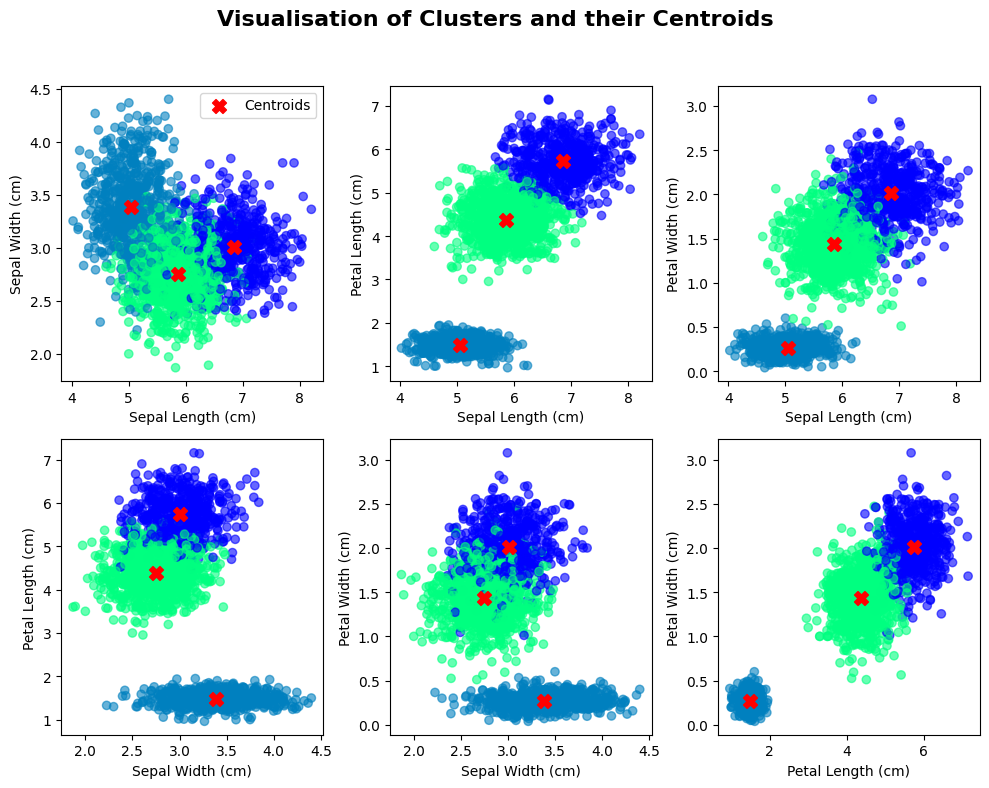 Visualisation of Clusters and their Centroids
4.5
4.0
3.5
3.0
2.5
2.0
Sepal Width (cm)
Centroids
4 5 6 7 8
Sepal Length (cm)
7
6
5
4
3
2
1
Petal Length (cm)
4 5 6 7 8
Sepal Length (cm)
3.0
2.5
2.0
1.5
1.0
0.5
0.0
Petal Width (cm)
4 5 6 7 8
Sepal Length (cm)
7
6
5
4
3
2
1
Petal Length (cm)
2.0 2.5 3.0 3.5 4.0 4.5
Sepal Width (cm)
3.0
2.5
2.0
1.5
1.0
0.5
0.0
Petal Width (cm)
2.0 2.5 3.0 3.5 4.0 4.5
Sepal Width (cm)
3.0
2.5
2.0
1.5
1.0
0.5
0.0
Petal Width (cm)
2 4 6
Petal Length (cm)